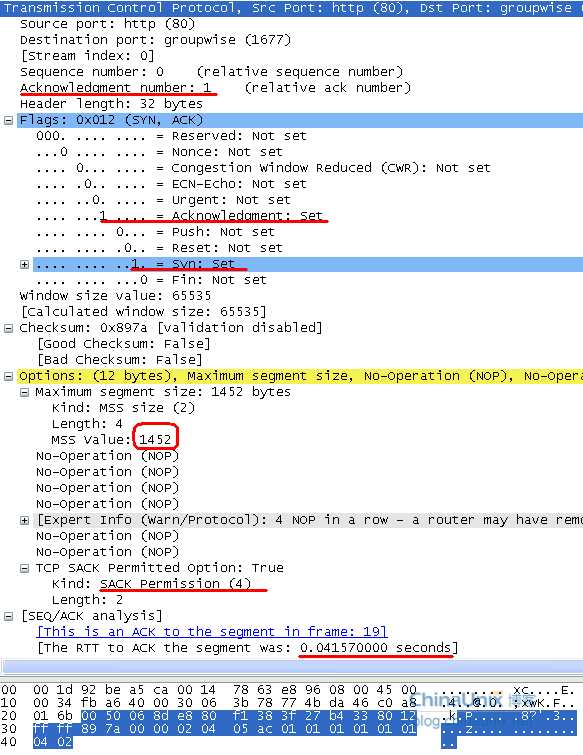 Transmission Control Protocol, Src Port: http (80), Dst Port: groupwise (
Source port: http (80)
Destination port: groupwise (1677)
[Stream index: 0]
Sequence number: 0    (relative sequence number)
Acknowledgment number: 1    (relative ack number)
Header length: 32 bytes
Flags: 0x012 (SYN, ACK)
000. .... .... = Reserved: Not set
...0 .... .... = Nonce: Not set
.... 0... .... = Congestion Window Reduced (CWR): Not set
.... .0.. .... = ECN-Echo: Not set
.... ..0. .... = Urgent: Not set
.... ...1 .... = Acknowledgment: Set
.... .... 0... = Push: Not set
.... .... .0.. = Reset: Not set
.... .... ..1. = Syn: Set
.... .... ...0 = Fin: Not set
Window size value: 65535
[Calculated window size: 65535]
Checksum: 0x897a [validation disabled]
[Good Checksum: False]
[Bad Checksum: False]
Options: (12 bytes), Maximum segment size, No-Operation (NOP), No-Opera
Maximum segment size: 1452 bytes
Kind: MSS size (2)
Length: 4
MSS Value: 1452
No-Operation (NOP)
No-Operation (NOP)
No-Operation (NOP)
No-Operation (NOP)
[Expert Info (Warn/Protocol): 4 NOP in a row - a router may have remo
No-Operation (NOP)
No-Operation (NOP)
TCP SACK Permitted Option: True
Kind: SACK Permission (4)
Length: 2
[SEQ/ACK analysis]
[This is an ACK to the segment in frame: 19]
[The RTT to ACK the segment was: 0.041570000 seconds]
00  00 1d 92 be a5 ca 00 14  78 63 e8 96 08 00 45 00  ........ xc....E.
10  00 34 fb a6 40 00 30 06  3b 78 77 4b da 46 c0 a8
20  01 6b 00 50 06 8d e8 80  f1 38 3f 27 b4 33 80 12
30  ff ff 89 7a 00 00 02 04  05 ac 01 01 01 01 01 01
40  04 02
ChinaUnix 博客